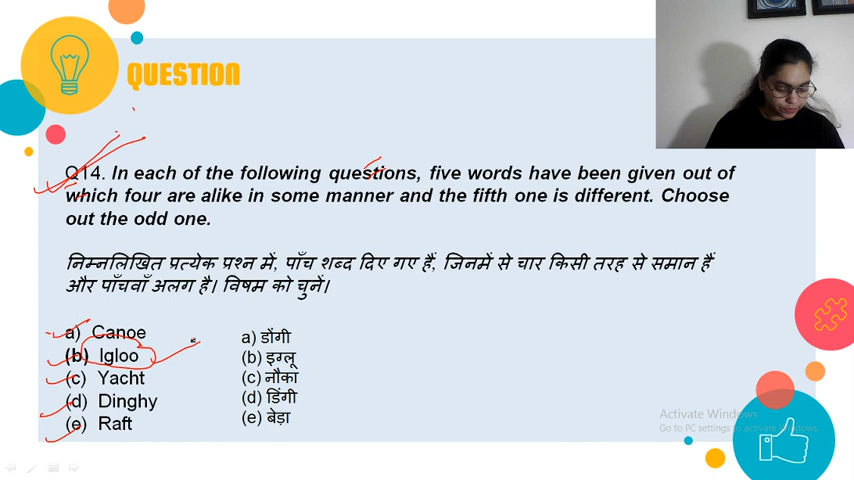 QUESTION
Q14. In each of the following questions, five words have been given out of
which four are alike in some manner and the fifth one is different. Choose
out the odd one.
निम्नलिखित प्रत्येक प्रश्न में, पाँच शब्द दिए गए हैं, जिनमें से चार किसी तरह से समान हैं
और पाँचवाँ अलग है। विषम को चुनें।
a) Canoe
(b) Igloo
(c) Yacht
(d) Dinghy
(e) Raft
a) डोंगी
(b) इग्लू
(c) नौका
(d) डिंगी
(e) बेड़ा
Activate Windows
Go to PC settings to activate Windows.